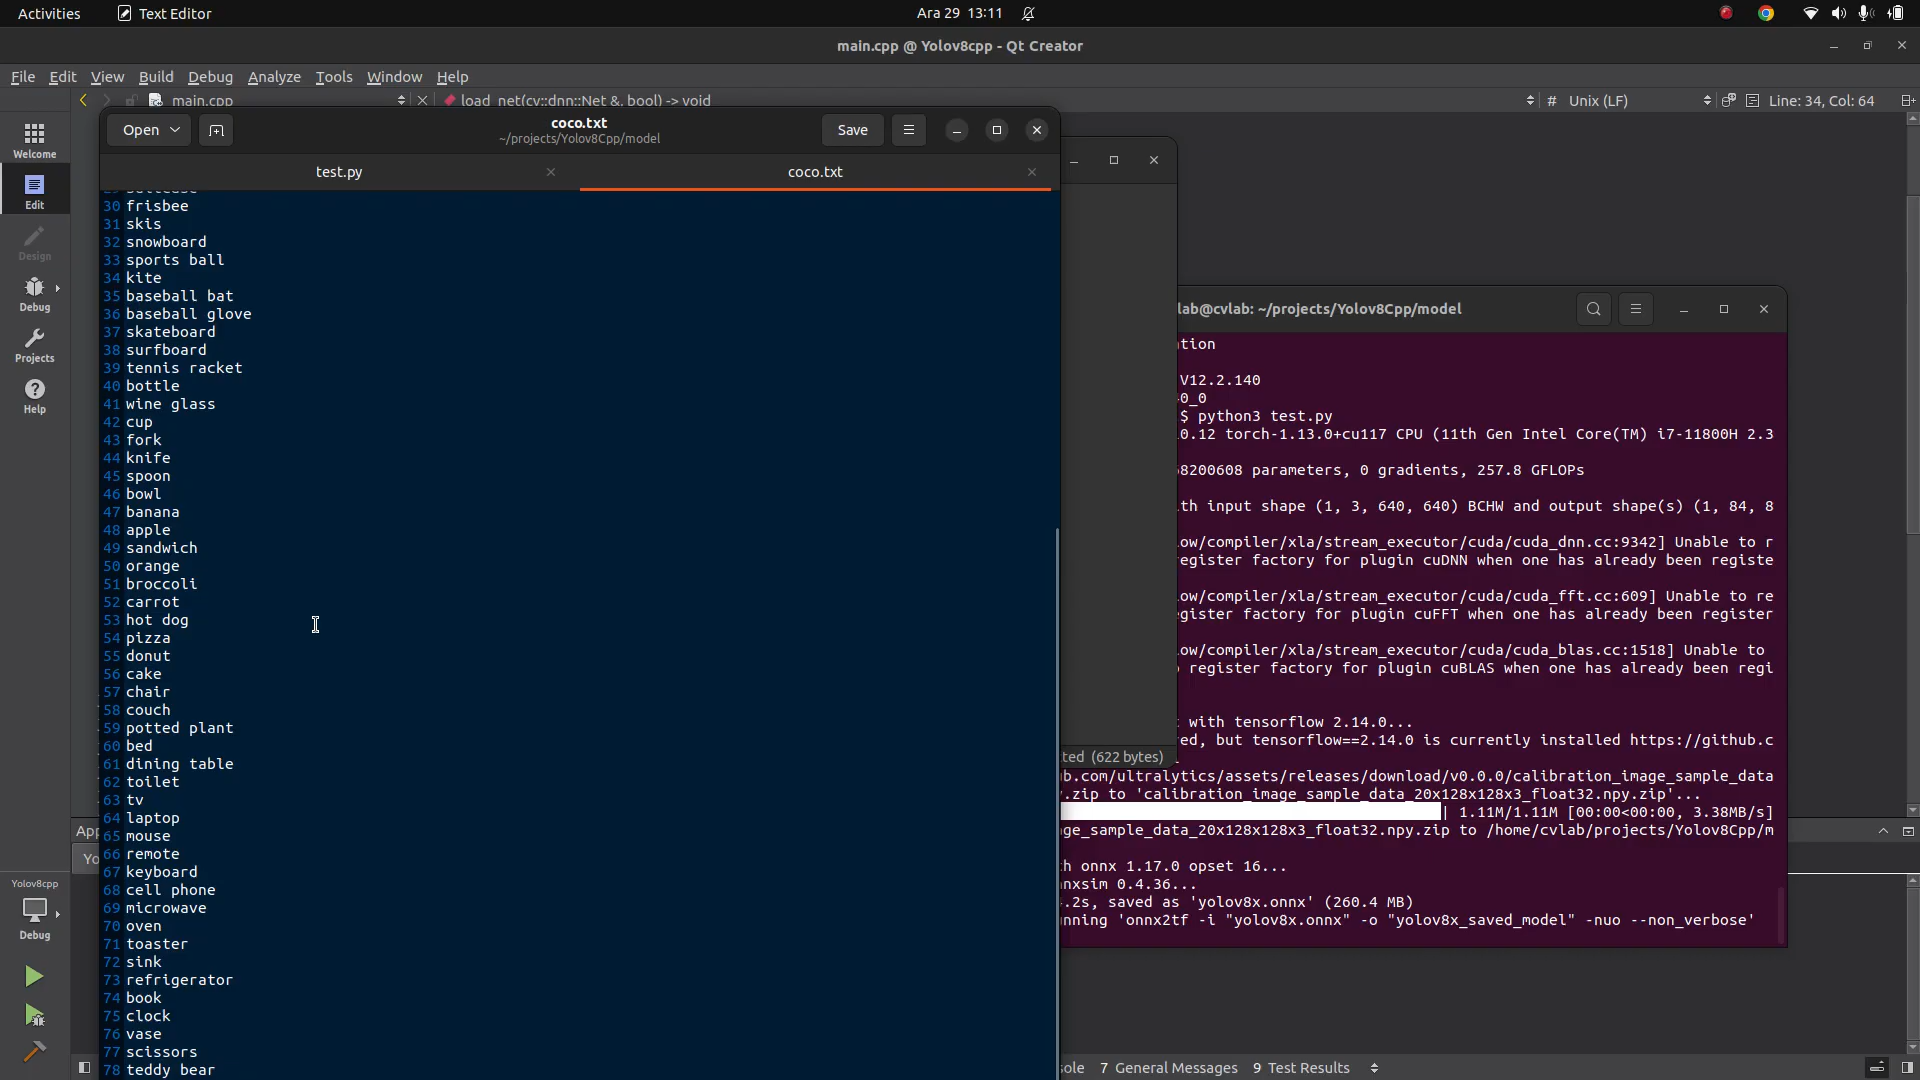 Activities
Text Editor
Ara 29 13:11
main.cpp @ Yolov8cpp - Qt Creator
File Edit View Build Debug Analyze Tools Window Help
main.cpp
load_net(cv::dnn::Net &, bool) -> void
# Unix (LF)
Line: 34, Col: 64
Welcome
Edit
Design
Debug
Projects
Help
Yolov8cpp
Debug
Open
coco.txt
~/projects/Yolov8Cpp/model
Save
test.py
coco.txt
29 suitcase
30 frisbee
31 skis
32 snowboard
33 sports ball
34 kite
35 baseball bat
36 baseball glove
37 skateboard
38 surfboard
39 tennis racket
40 bottle
41 wine glass
42 cup
43 fork
44 knife
45 spoon
46 bowl
47 banana
48 apple
49 sandwich
50 orange
51 broccoli
52 carrot
53 hot dog
54 pizza
55 donut
56 cake
57 chair
58 couch
59 potted plant
60 bed
61 dining table
62 toilet
63 tv
64 laptop
65 mouse
66 remote
67 keyboard
68 cell phone
69 microwave
70 oven
71 toaster
72 sink
73 refrigerator
74 book
75 clock
76 vase
77 scissors
78 teddy bear
App
Yo
ted (622 bytes)
lab@cvlab: ~/projects/Yolov8Cpp/model
tion
V12.2.140
0_0
$ python3 test.py
0.12 torch-1.13.0+cu117 CPU (11th Gen Intel Core(TM) i7-11800H 2.3
8200608 parameters, 0 gradients, 257.8 GFLOPs
th input shape (1, 3, 640, 640) BCHW and output shape(s) (1, 84, 8
ow/compiler/xla/stream_executor/cuda/cuda_dnn.cc:9342] Unable to r
egister factory for plugin cuDNN when one has already been registe
ow/compiler/xla/stream_executor/cuda/cuda_fft.cc:609] Unable to re
gister factory for plugin cuFFT when one has already been register
ow/compiler/xla/stream_executor/cuda/cuda_blas.cc:1518] Unable to
register factory for plugin cuBLAS when one has already been regi
with tensorflow 2.14.0...
ed, but tensorflow==2.14.0 is currently installed https://github.c
b.com/ultralytics/assets/releases/download/v0.0.0/calibration_image_sample_data
.zip to 'calibration_image_sample_data_20x128x128x3_float32.npy.zip'...
| 1.11M/1.11M [00:00<00:00, 3.38MB/s]
ge_sample_data_20x128x128x3_float32.npy.zip to /home/cvlab/projects/Yolov8Cpp/m
h onnx 1.17.0 opset 16...
nxsim 0.4.36...
.2s, saved as 'yolov8x.onnx' (260.4 MB)
nning 'onnx2tf -i "yolov8x.onnx" -o "yolov8x_saved_model" -nuo --non_verbose'
sole 7 General Messages 9 Test Results